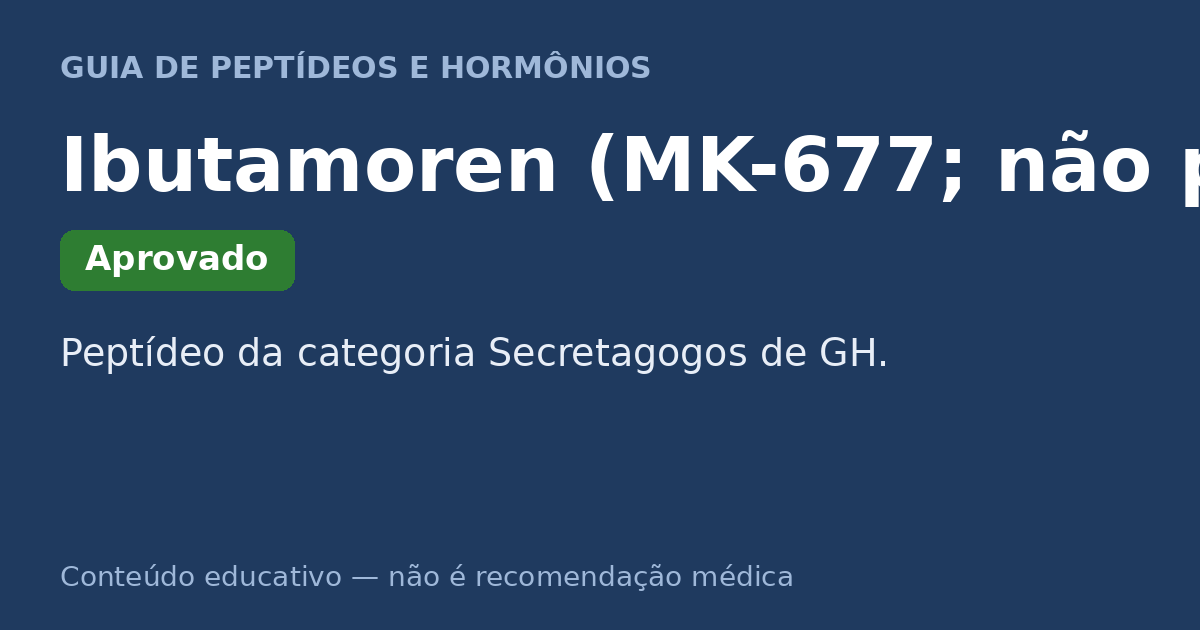 GUIA DE PEPTÍDEOS E HORMÔNIOS
Ibutamoren (MK-677; não
Aprovado
Peptídeo da categoria Secretagogos de GH.
Conteúdo educativo — não é recomendação médica